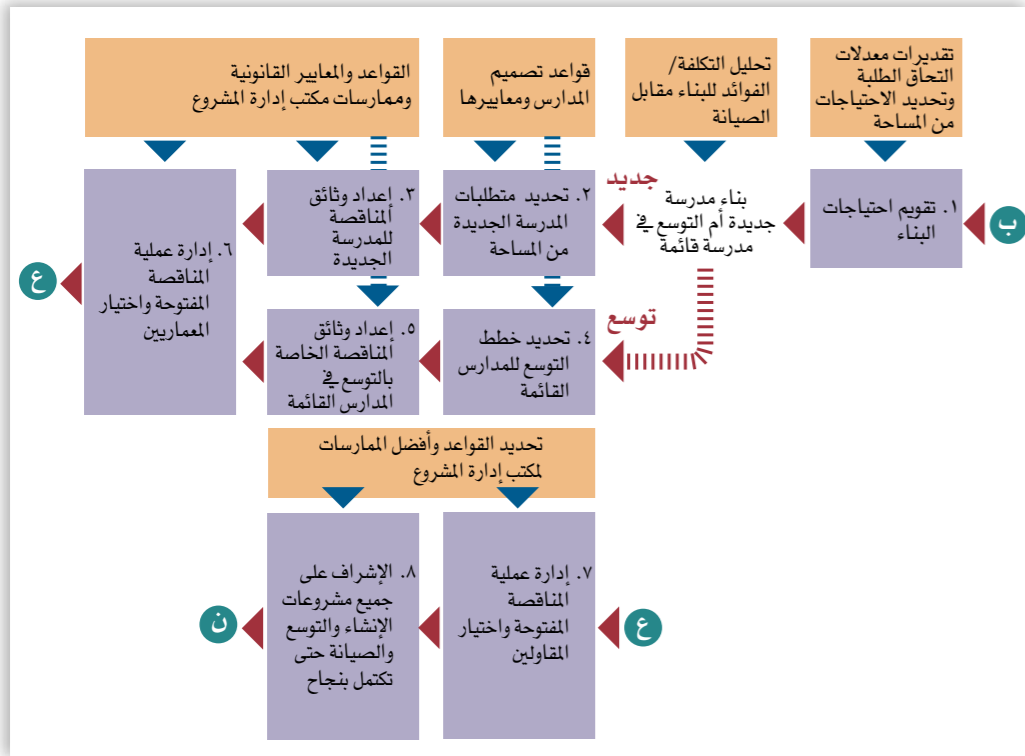 تقديرات معدلات
التحاق الطلبة
وتحديد الاحتياجات
من المساحة
تحليل التكلفة/
الفوائد للبناء مقابل
الصيانة
قواعد تصميم
المدارس ومعاييرها
القواعد والمعايير القانونية
وممارسات مكتب إدارة المشروع
ب
١. تقويم احتياجات
البناء
بناء مدرسة
جديدة أم التوسع في
مدرسة قائمة
جديد
٢. تحديد متطلبات
المدرسة الجديدة
من المساحة
٣. إعداد وثائق
المناقصة
للمدرسة
الجديدة
توسع
٤. تحديد خطط
التوسع للمدارس
القائمة
٥. إعداد وثائق
المناقصة الخاصة
بالتوسع في
المدارس القائمة
٦. إدارة عملية
المناقصة
المفتوحة واختيار
المعماريين
ع
تحديد القواعد وأفضل الممارسات
لمكتب إدارة المشروع
ع
٧. إدارة عملية
المناقصة
المفتوحة واختيار
المقاولين
٨. الإشراف على
جميع مشروعات
الإنشاء والتوسع
والصيانة حتى
تكتمل بنجاح
ن